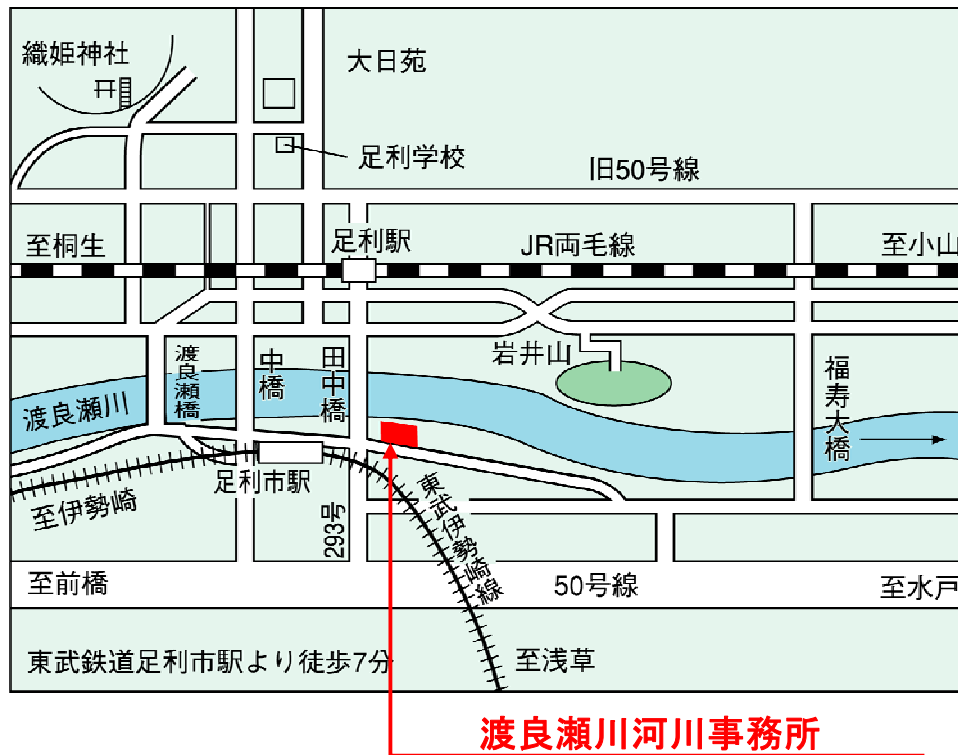 織姫神社
大日苑
足利学校
旧50号線
至桐生
足利駅
JR両毛線
至小山
渡良瀬橋
中橋
田中橋
岩井山
福寿大橋
渡良瀬川
足利市駅
至伊勢崎
293号
東武伊勢崎線
至前橋
50号線
至水戸
東武鉄道足利市駅より徒歩7分
至浅草
渡良瀬川河川事務所